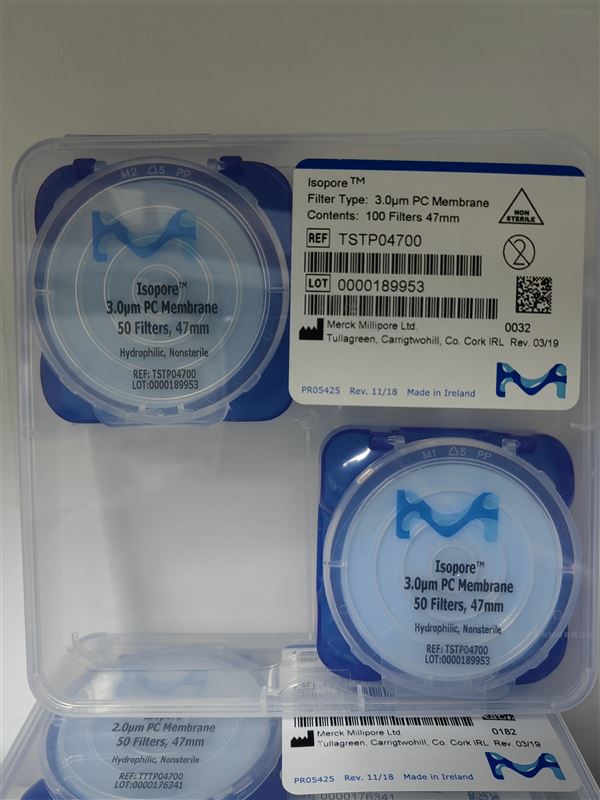 M2 5 PP
Isopore™
3.0µm PC Membrane
50 Filters, 47mm
Hydrophilic, Nonsterile
REF: TSTP04700
LOT:0000189953
Isopore™
Filter Type: 3.0µm PC Membrane
Contents: 100 Filters 47mm
NON
STERILE
REF TSTP04700
2
LOT 0000189953
Merck Millipore Ltd. 0032
Tullagreen, Carrigtwohill, Co. Cork IRL Rev. 03/19
PR05425 Rev. 11/18 Made in Ireland
M1 5 PP
Isopore™
3.0µm PC Membrane
50 Filters, 47mm
Hydrophilic, Nonsterile
REF: TSTP04700
LOT:0000189953
Isopore™
2.0µm PC Membrane
50 Filters, 47mm
Hydrophilic, Nonsterile
REF: TTTP04700
LOT:0000176341
Merck Millipore Ltd. 0182
Tullagreen, Carrigtwohill, Co. Cork IRL Rev. 03/19
PR05425 Rev. 11/18 Made in Ireland